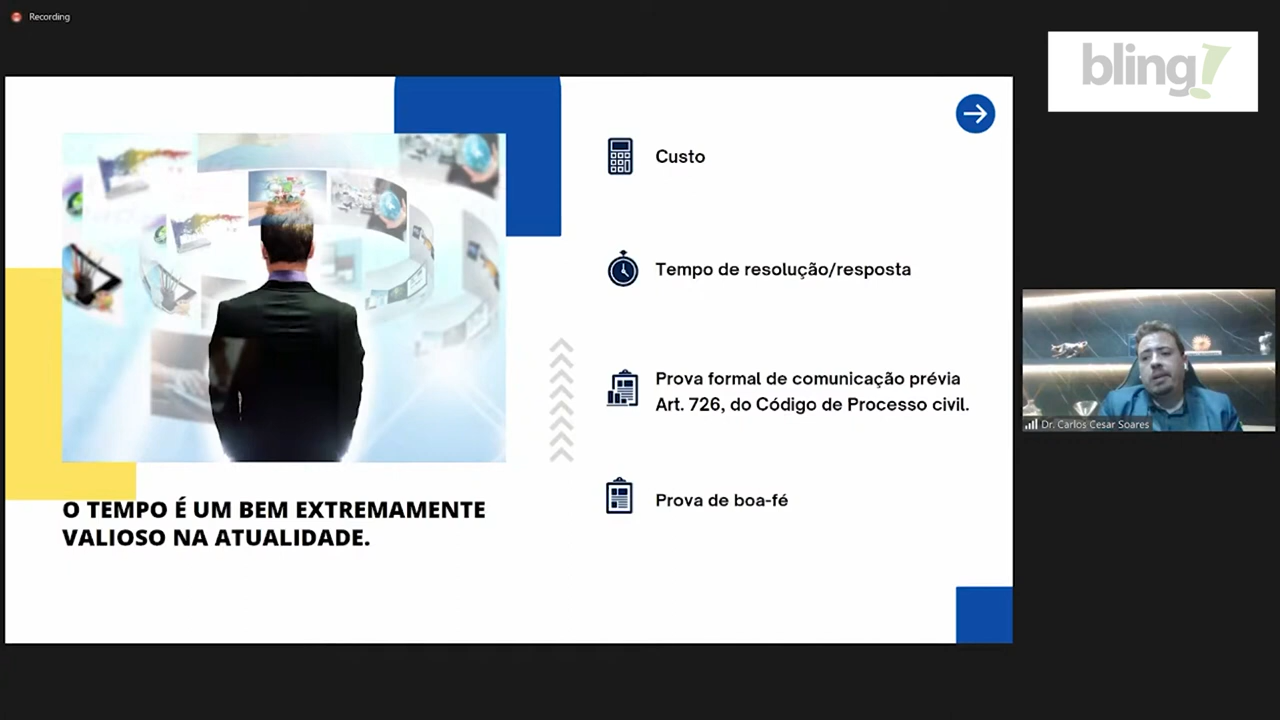 Recording
bling!
Custo
Tempo de resolução/resposta
Prova formal de comunicação prévia
Art. 726, do Código de Processo civil.
Prova de boa-fé
O TEMPO É UM BEM EXTREMAMENTE
VALIOSO NA ATUALIDADE.
Dr. Carlos Cesar Soares